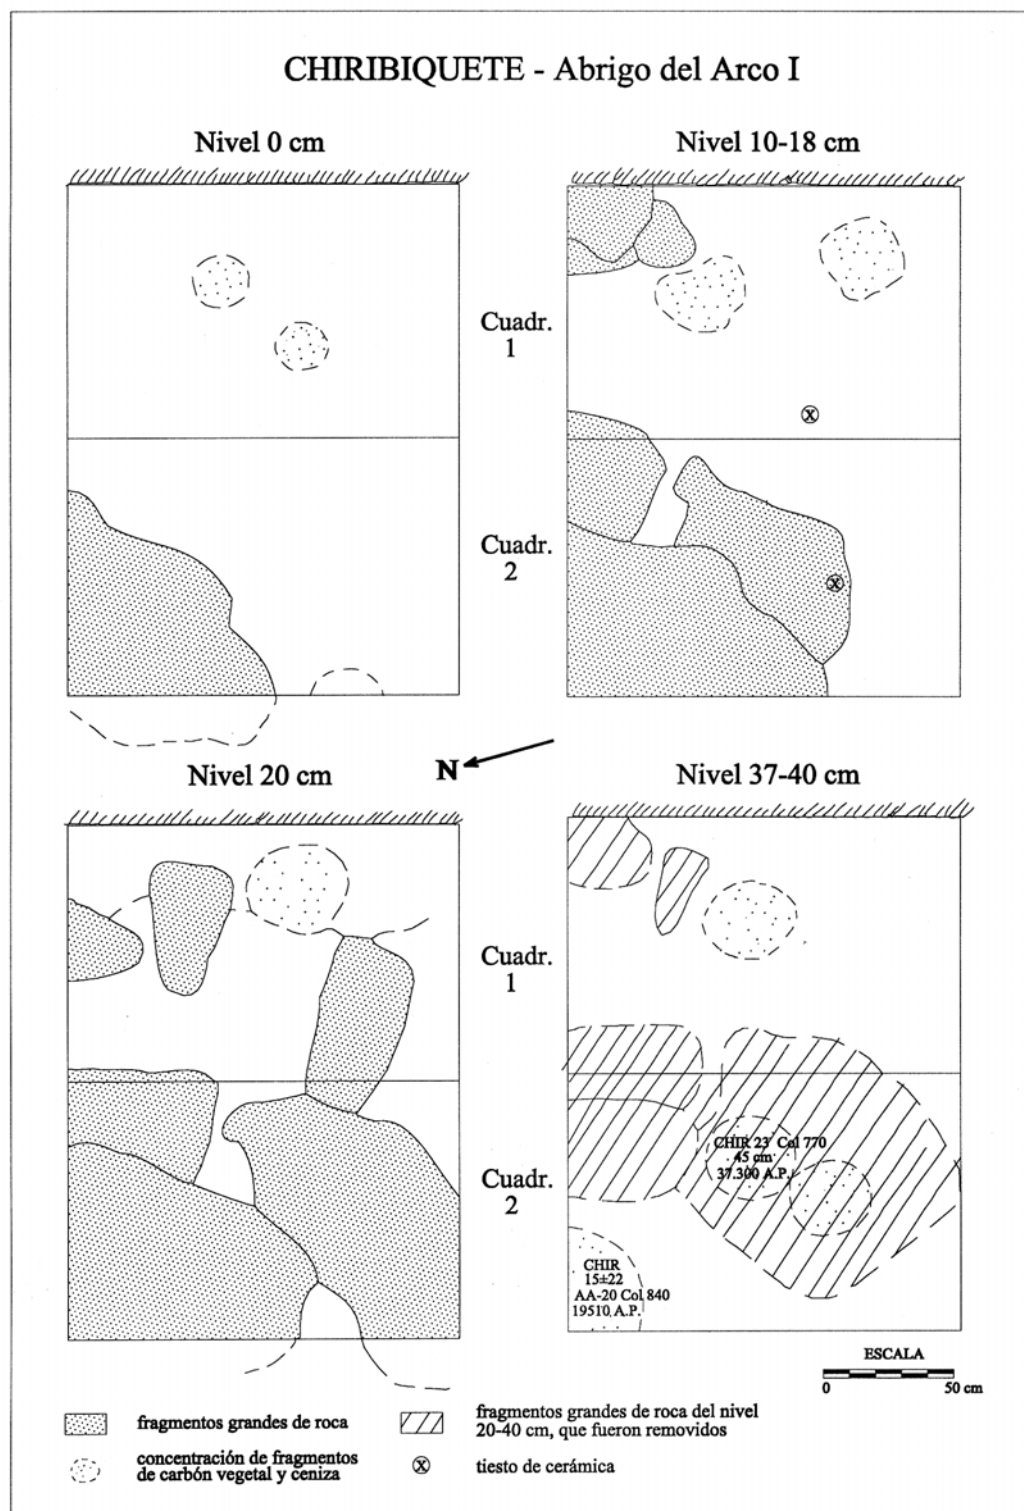 CHIRIBIQUETE - Abrigo del Arco I
Nivel 0 cm
Nivel 10-18 cm
Cuadr.
1
Cuadr.
2
N
Nivel 20 cm
Nivel 37-40 cm
Cuadr.
1
Cuadr.
2
CHIR 23 Col 770
45 cm
37.300 A.P.
CHIR
15±22
AA-20 Col 840
19510 A.P.
ESCALA
0 50 cm
fragmentos grandes de roca
fragmentos grandes de roca del nivel
20-40 cm, que fueron removidos
concentración de fragmentos
de carbón vegetal y ceniza
x tiesto de cerámica